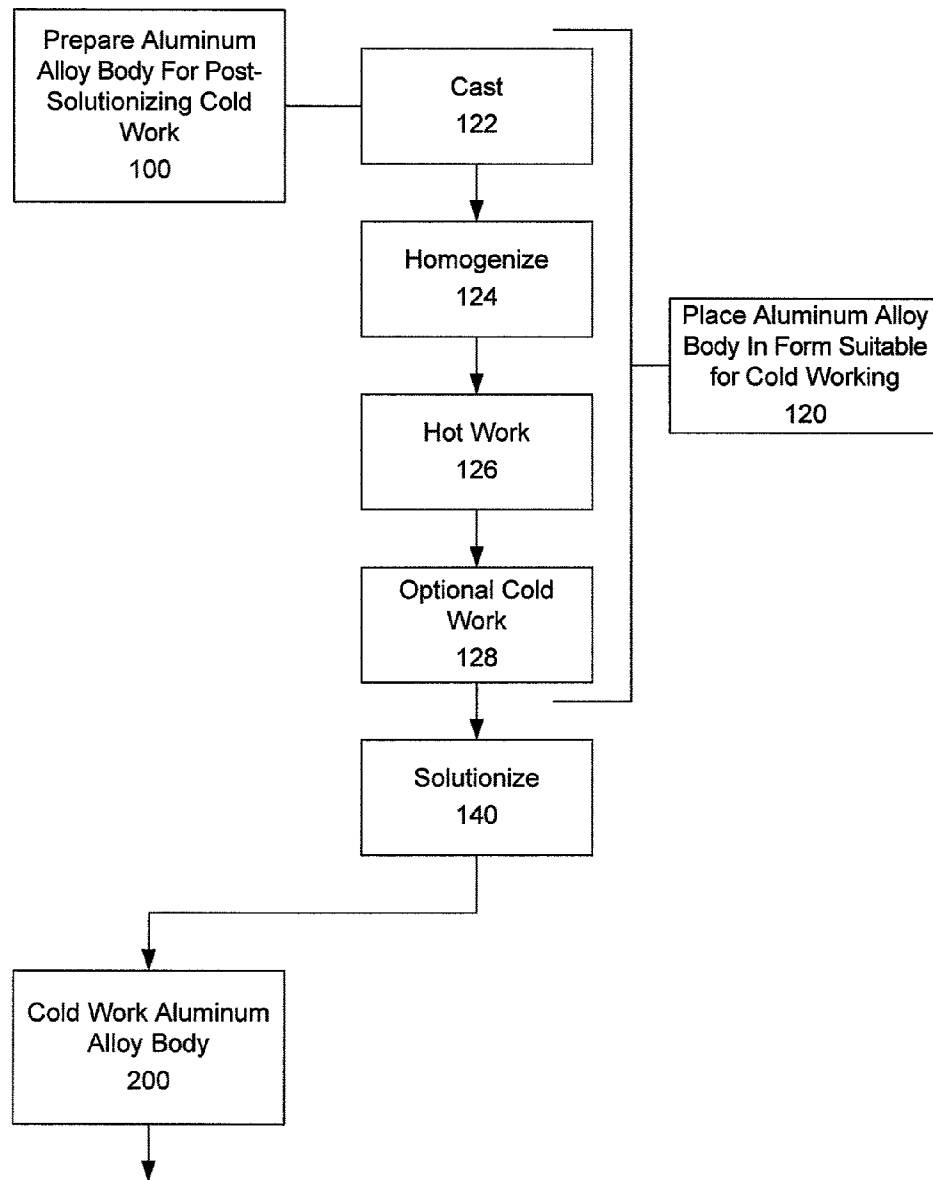 Prepare Aluminum
Alloy Body For Post-
Solutionizing Cold
Work
100
Cast
122
Homogenize
124
Hot Work
126
Optional Cold
Work
128
Place Aluminum Alloy
Body In Form Suitable
for Cold Working
120
Solutionize
140
Cold Work Aluminum
Alloy Body
200